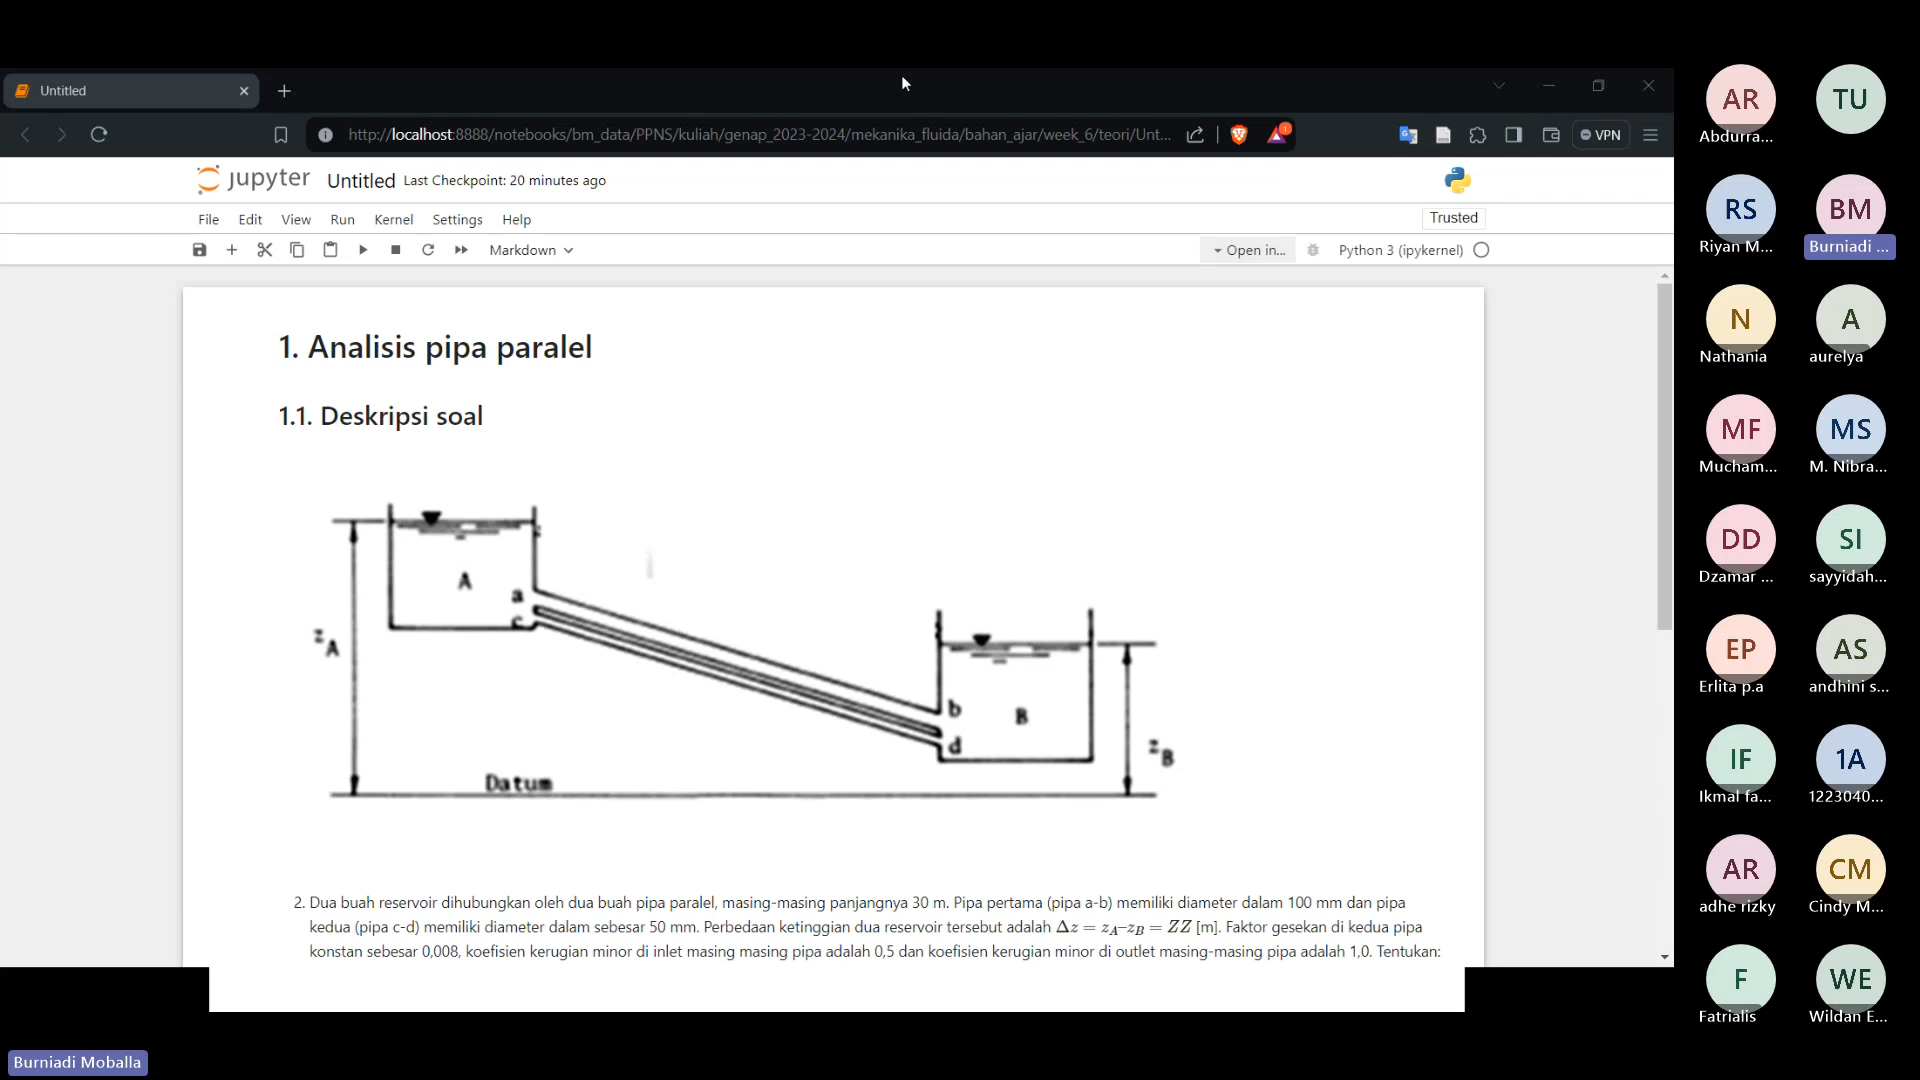 Untitled
http://localhost:8888/notebooks/bm_data/PPNS/kuliah/genap_2023-2024/mekanika_fluida/bahan_ajar/week_6/teori/Unt...
1
VPN
jupyter Untitled Last Checkpoint: 20 minutes ago
File Edit View Run Kernel Settings Help
Trusted
Markdown
Open in...
Python 3 (ipykernel)
1. Analisis pipa paralel
1.1. Deskripsi soal
A
a
c
z A
b
B
d
z B
Datum
2. Dua buah reservoir dihubungkan oleh dua buah pipa paralel, masing-masing panjangnya 30 m. Pipa pertama (pipa a-b) memiliki diameter dalam 100 mm dan pipa
kedua (pipa c-d) memiliki diameter dalam sebesar 50 mm. Perbedaan ketinggian dua reservoir tersebut adalah Δz = z_A–z_B = ZZ [m]. Faktor gesekan di kedua pipa
konstan sebesar 0,008, koefisien kerugian minor di inlet masing masing pipa adalah 0,5 dan koefisien kerugian minor di outlet masing-masing pipa adalah 1,0. Tentukan:
AR
Abdurra...
TU
RS
Riyan M...
BM
Burniadi ...
N
Nathania
A
aurelya
MF
Mucham...
MS
M. Nibra...
DD
Dzamar ...
SI
sayyidah...
EP
Erlita p.a
AS
andhini s...
IF
Ikmal fa...
1A
1223040...
AR
adhe rizky
CM
Cindy M...
F
Fatrialis
WE
Wildan E...
Burniadi Moballa